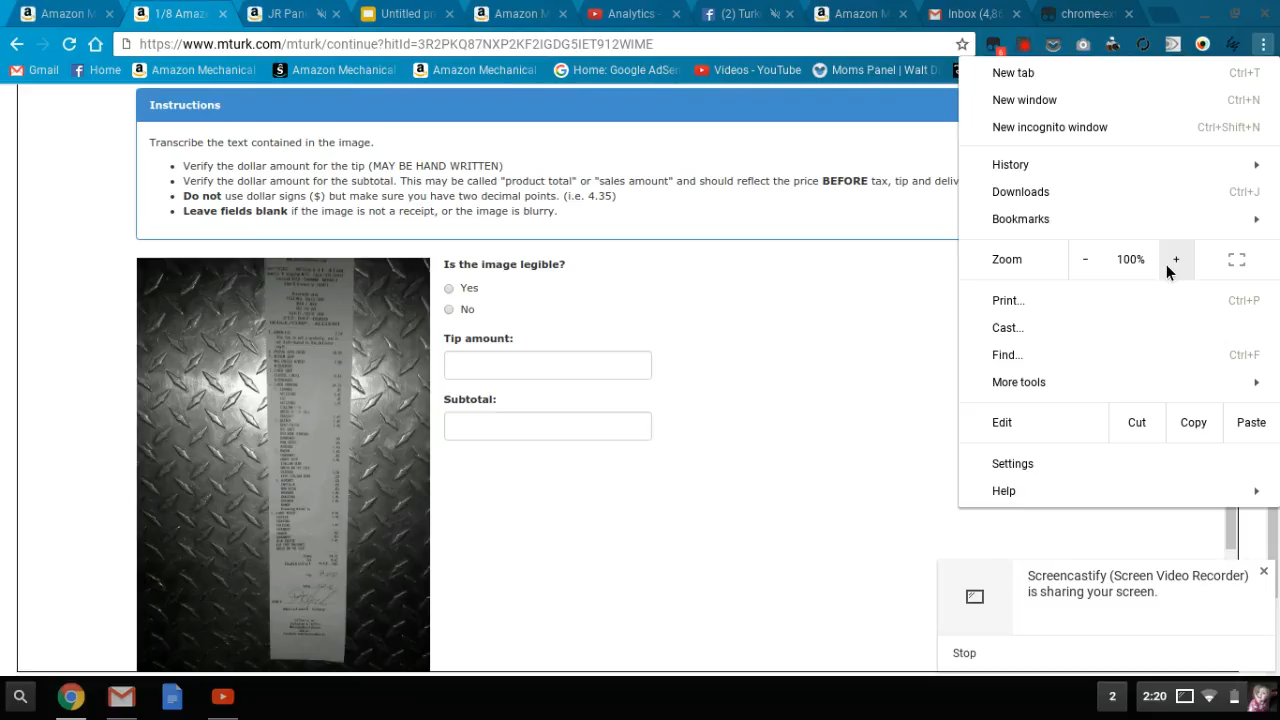 Amazon M
1/8 Amaz
JR Pan
Untitled pr
Amazon M
Analytics -
(2) Turk
Amazon M
Inbox (4,86
chrome-ex
https://www.mturk.com/mturk/continue?hitId=3R2PKQ87NXP2KF2IGDG5IET912WIME
Gmail
Home
Amazon Mechanical
Amazon Mechanical
Amazon Mechanical
Home: Google AdSen
Videos - YouTube
Moms Panel | Walt D
Instructions
Transcribe the text contained in the image.
Verify the dollar amount for the tip (MAY BE HAND WRITTEN)
Verify the dollar amount for the subtotal. This may be called "product total" or "sales amount" and should reflect the price BEFORE tax, tip and deliv
Do not use dollar signs ($) but make sure you have two decimal points. (i.e. 4.35)
Leave fields blank if the image is not a receipt, or the image is blurry.
Is the image legible?
Yes
No
Tip amount:
Subtotal:
New tab Ctrl+T
New window Ctrl+N
New incognito window Ctrl+Shift+N
History
Downloads Ctrl+J
Bookmarks
Zoom - 100% +
Print... Ctrl+P
Cast...
Find... Ctrl+F
More tools
Edit Cut Copy Paste
Settings
Help
Screencastify (Screen Video Recorder)
is sharing your screen.
Stop
2 2:20